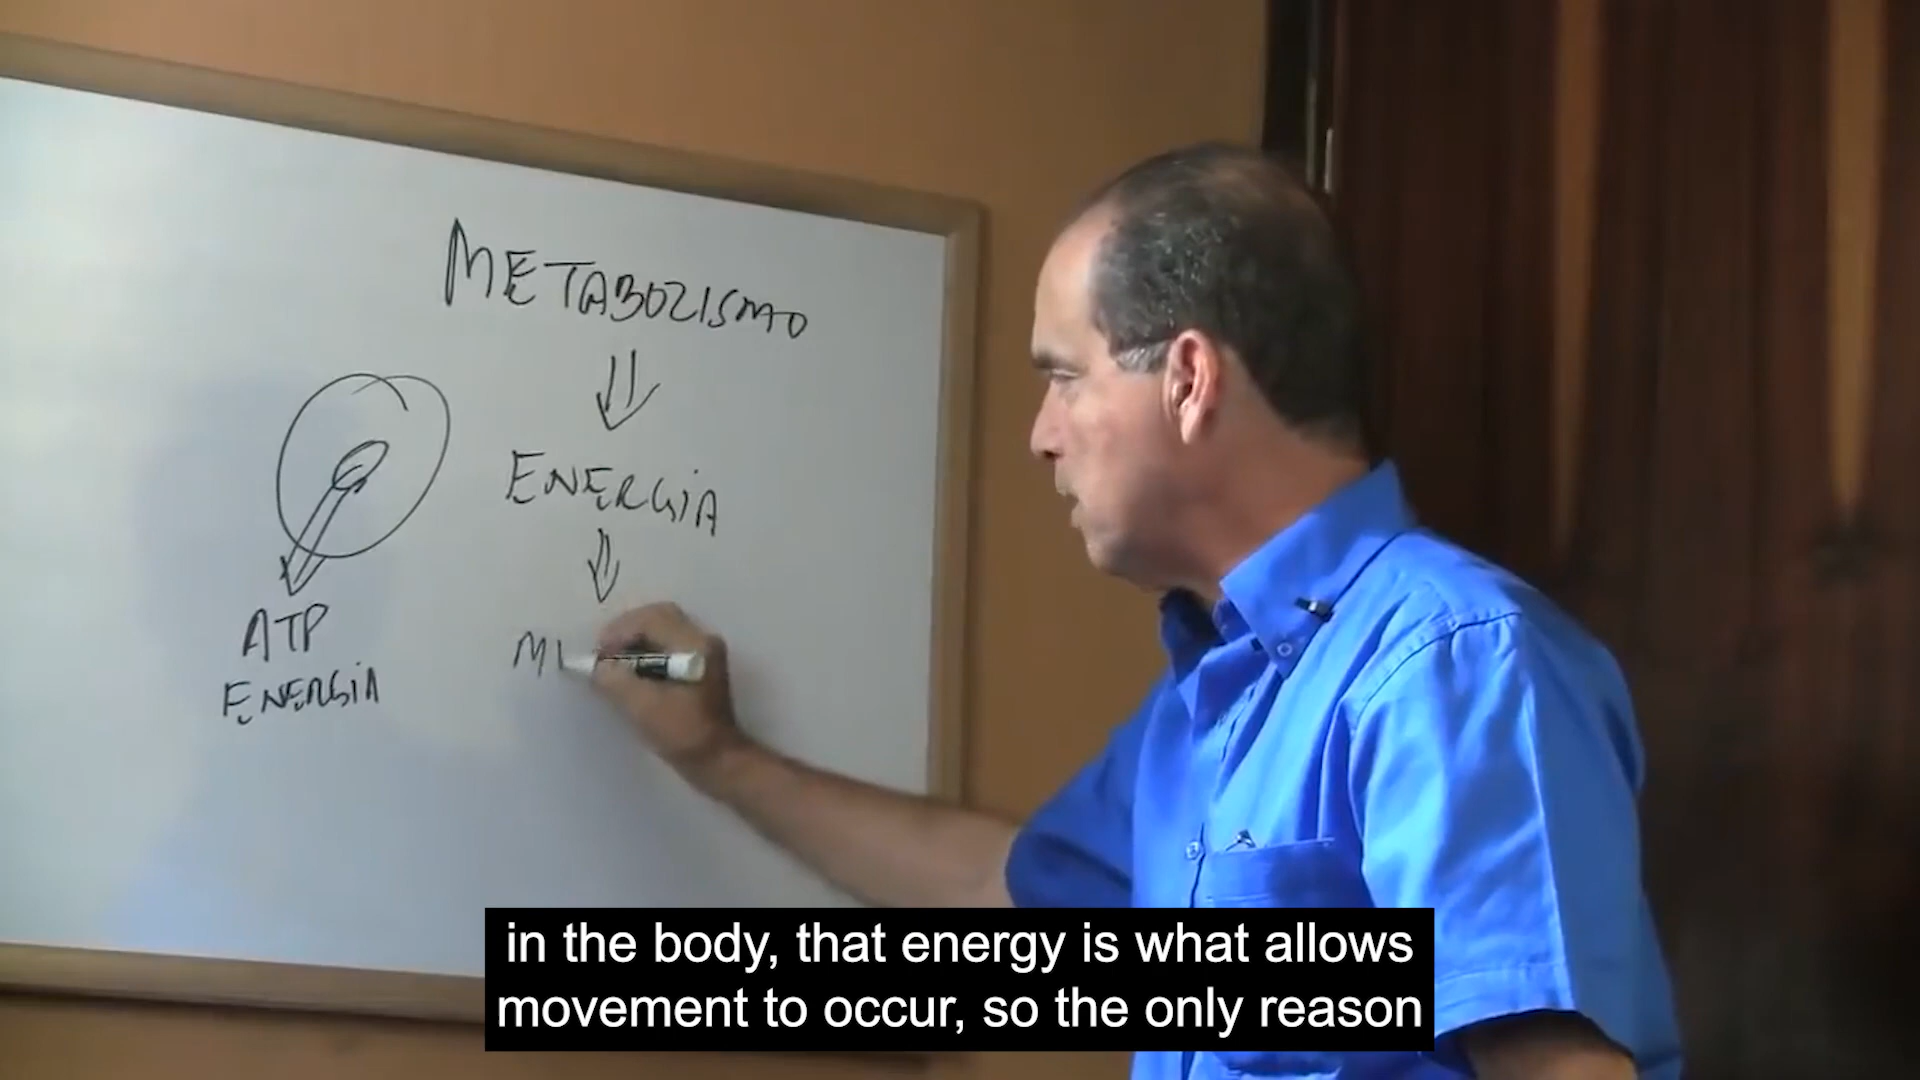 METABOLISMO
ENERGIA
ATP
ENERGIA
in the body, that energy is what allows
movement to occur, so the only reason